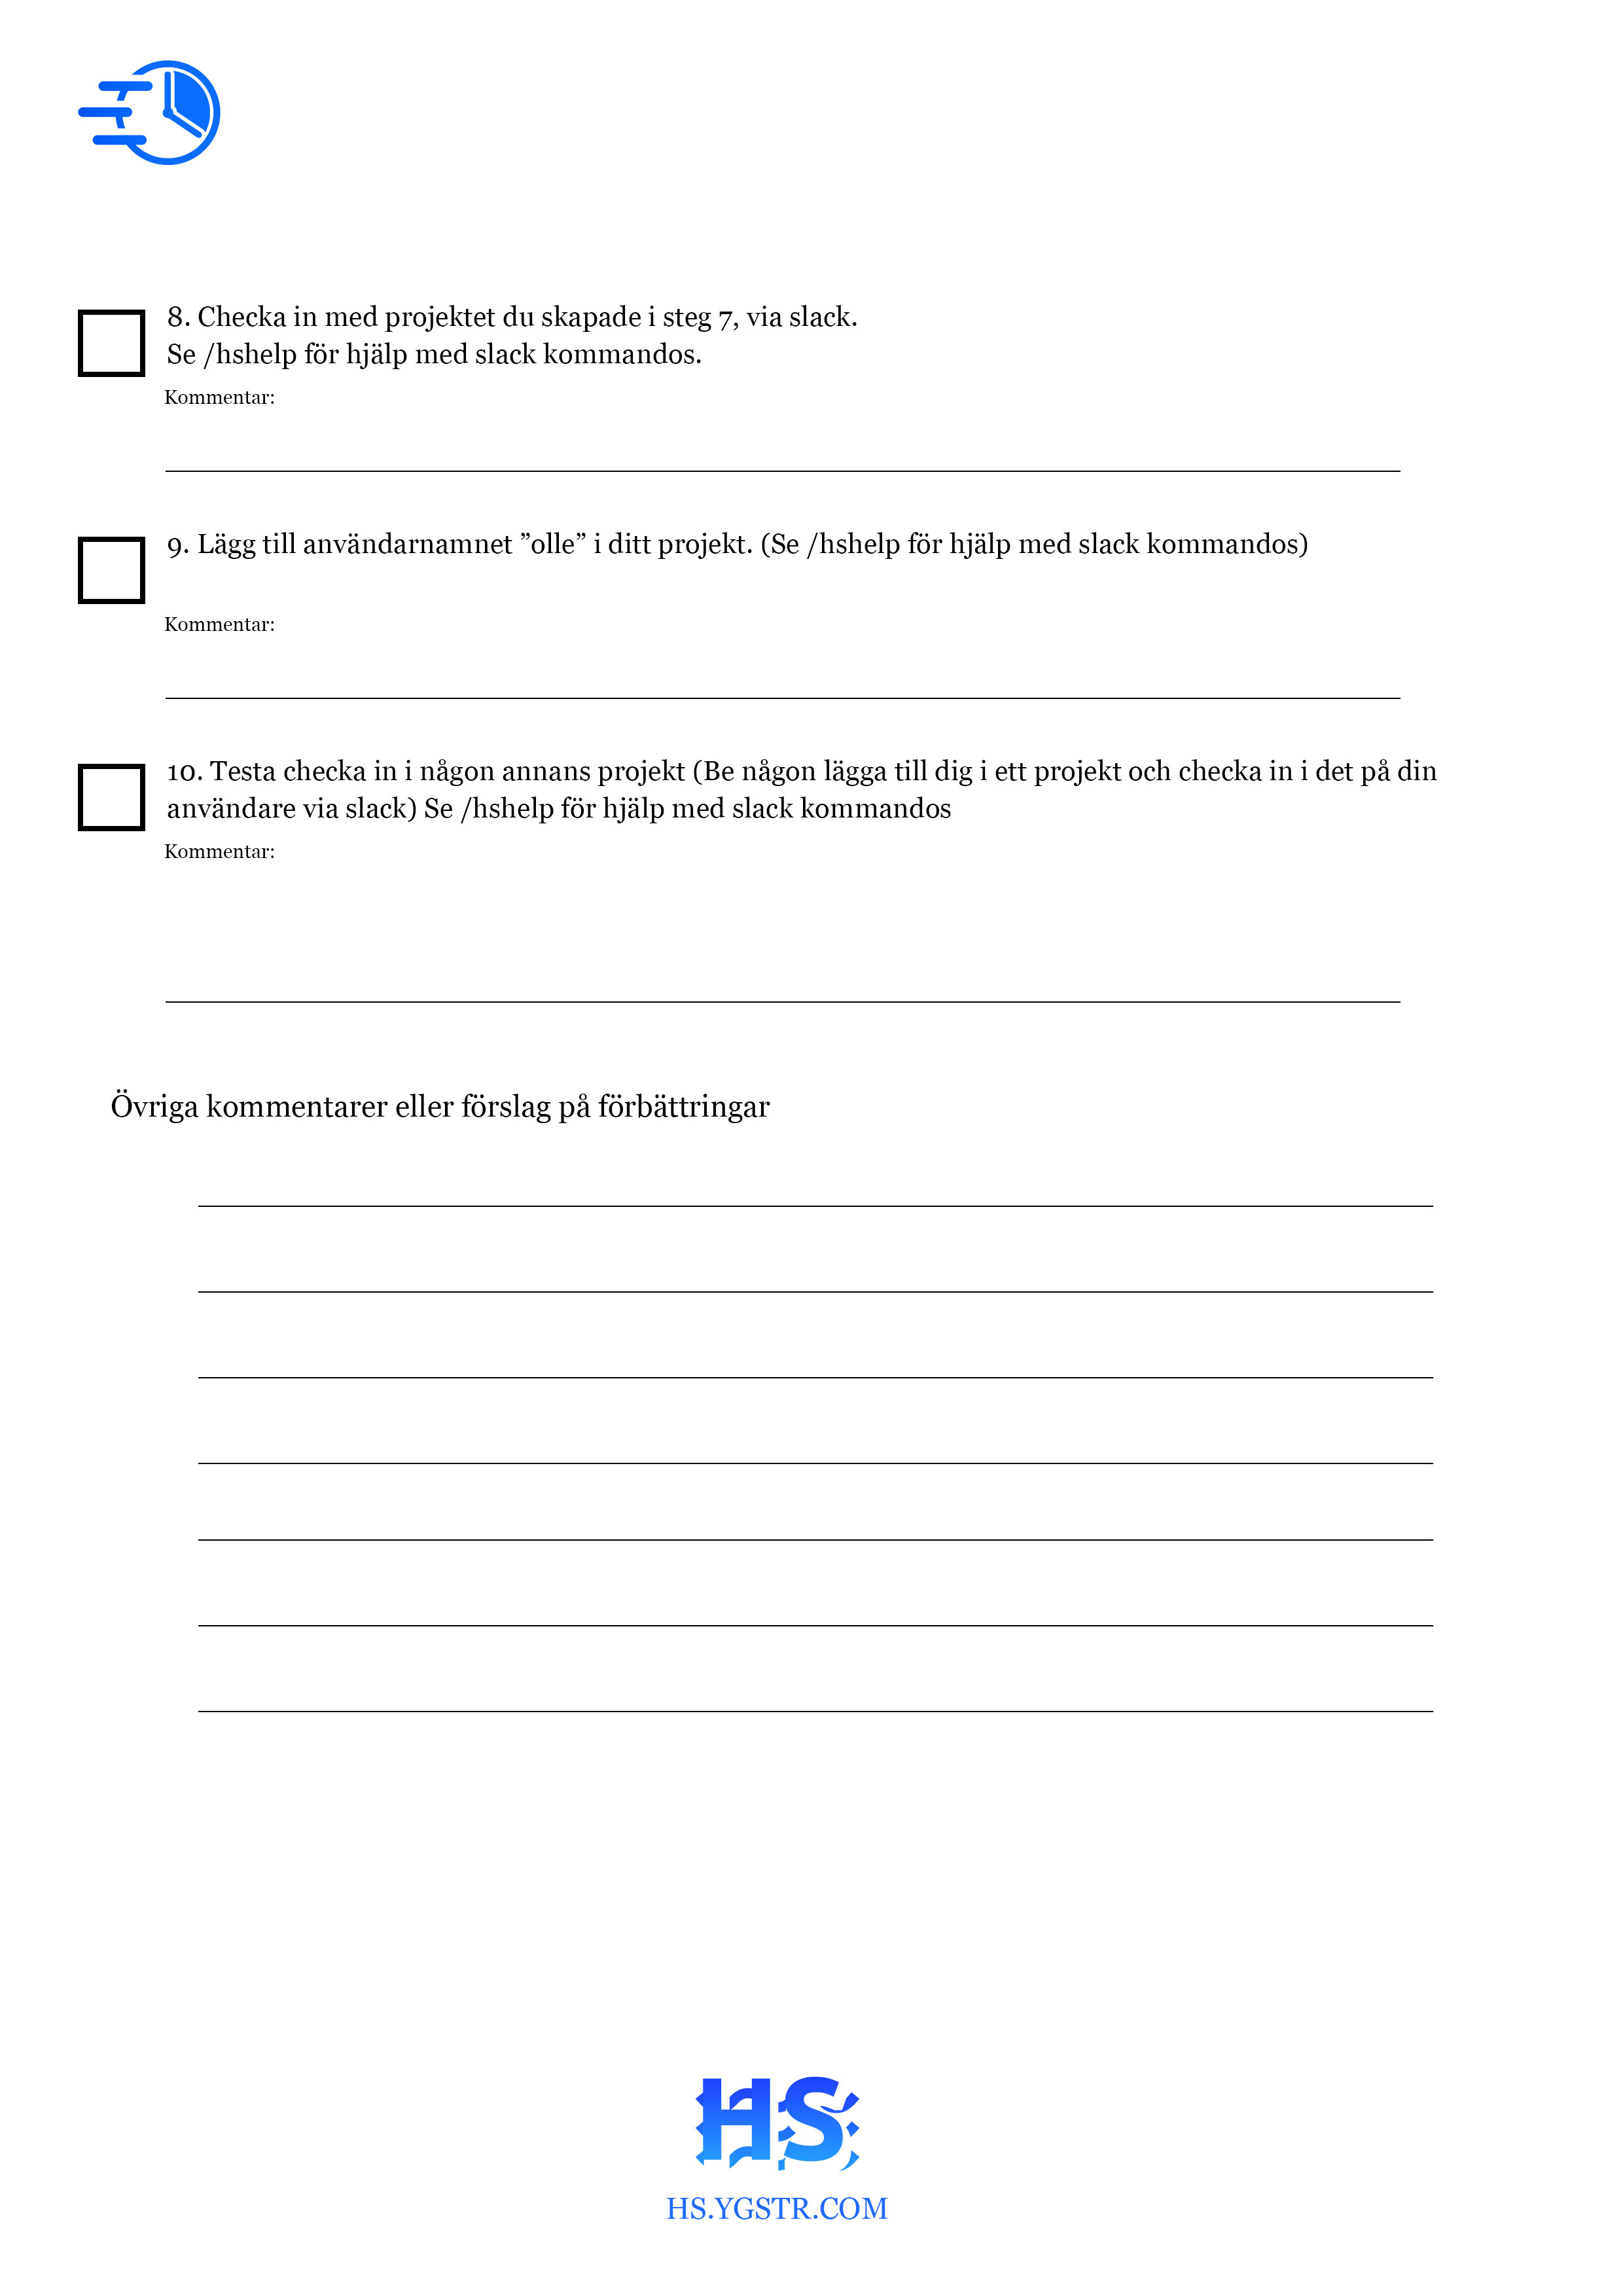 8. Checka in med projektet du skapade i steg 7, via slack.
Se /hshelp för hjälp med slack kommandos.
Kommentar:
9. Lägg till användarnamnet ”olle” i ditt projekt. (Se /hshelp för hjälp med slack kommandos)
Kommentar:
10. Testa checka in i någon annans projekt (Be någon lägga till dig i ett projekt och checka in i det på din
användare via slack) Se /hshelp för hjälp med slack kommandos
Kommentar:
Övriga kommentarer eller förslag på förbättringar
HS
HS.YGSTR.COM